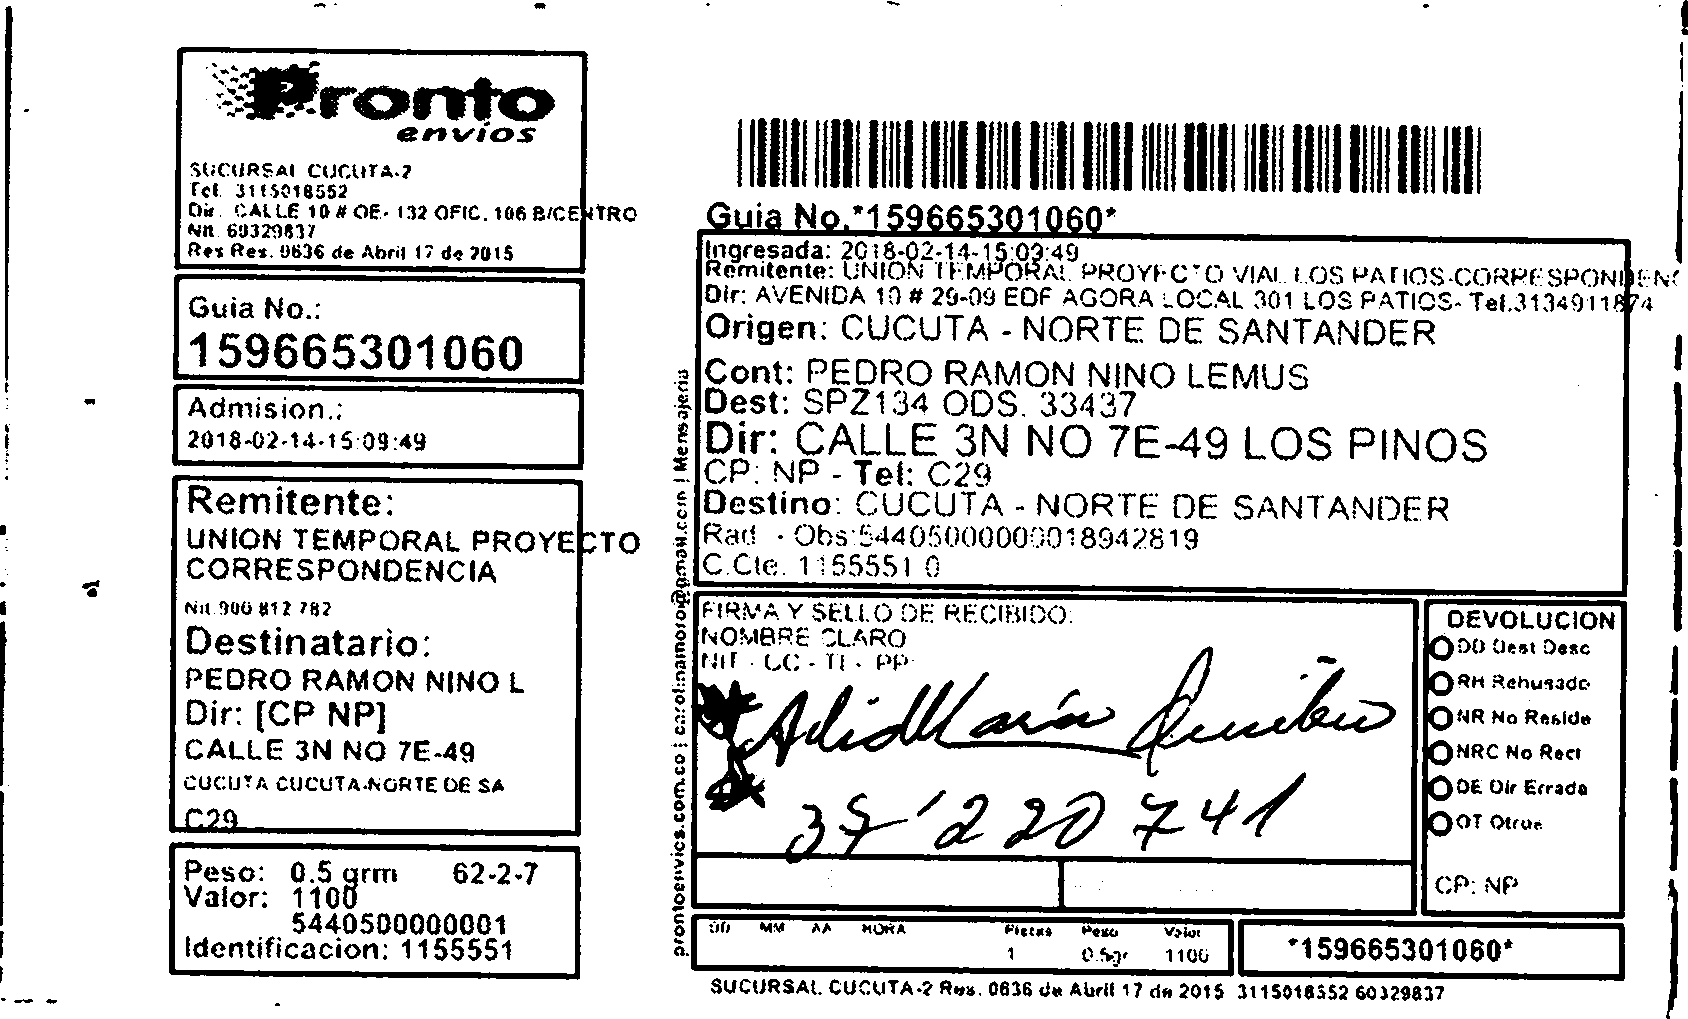 Pronto
envios
SUCURSAL CUCUTA-2
Tel. 3115018552
Dir. CALLE 10 # OE- 132 OFIC. 106 B/CENTRO
Nit. 60329837
Res Res. 0636 de Abril 17 de 2015
Guia No.:
159665301060
Admision.:
2018-02-14-15:09:49
Remitente:
UNION TEMPORAL PROYECTO
CORRESPONDENCIA
Nit 900 812 782
Destinatario:
PEDRO RAMON NINO L
Dir: [CP NP]
CALLE 3N NO 7E-49
CUCUTA CUCUTA-NORTE DE SA
C29
Peso: 0.5 grm 62-2-7
Valor: 1100
5440500000001
Identificacion: 1155551
prontoenvics.com.co | carolinamoros@gmail.com | Mensajeria
Guia No.*159665301060*
Ingresada: 2018-02-14-15:09:49
Remitente: UNION TEMPORAL PROYECTO VIAL LOS PATIOS-CORRESPONDENC
Dir: AVENIDA 10 # 29-09 EDF AGORA LOCAL 301 LOS PATIOS- Tel.3134911874
Origen: CUCUTA - NORTE DE SANTANDER
Cont: PEDRO RAMON NINO LEMUS
Dest: SPZ134 ODS. 33437
Dir: CALLE 3N NO 7E-49 LOS PINOS
CP: NP - Tel: C29
Destino: CUCUTA - NORTE DE SANTANDER
Rad - Obs:544050000000018942819
C.Cte. 1155551 0
FIRMA Y SELLO DE RECIBIDO:
NOMBRE CLARO
NIT - CC - TI - PP:
María
37'220741
DEVOLUCION
DD Dest Desc
RH Rehusado
NR No Reside
NRC No Recl
DE Dir Errada
OT Otros
CP: NP
DD MM AA HORA Piezas Peso Valor
1 0.5gr 1100
*159665301060*
SUCURSAL CUCUTA-2 Res. 0636 de Abril 17 de 2015 3115018552 60329837